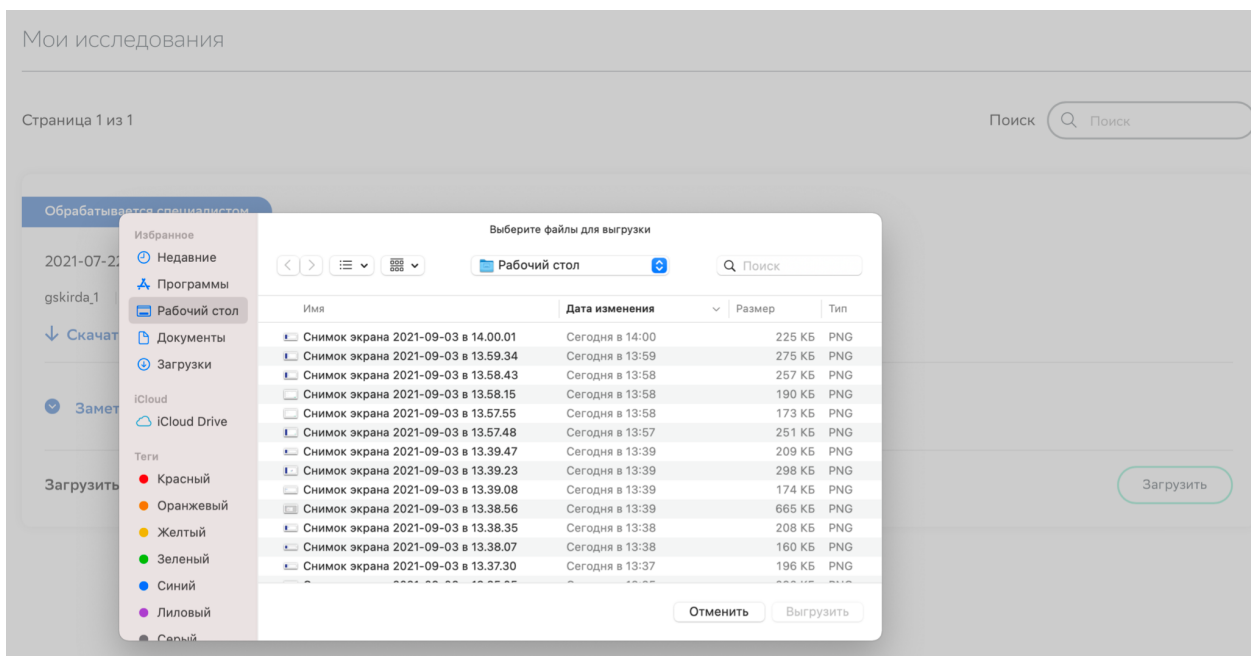 Мои исследования
Страница 1 из 1
Поиск
Поиск
Обрабатывается специалистом
2021-07-22
gskirda_1
Скачат
Замет
Загрузить
Загрузить
Избранное
Недавние
Программы
Рабочий стол
Документы
Загрузки
iCloud
iCloud Drive
Теги
Красный
Оранжевый
Желтый
Зеленый
Синий
Лиловый
Серый
Выберите файлы для выгрузки
Рабочий стол
Поиск
Имя Дата изменения Размер Тип
Снимок экрана 2021-09-03 в 14.00.01 Сегодня в 14:00 225 КБ PNG
Снимок экрана 2021-09-03 в 13.59.34 Сегодня в 13:59 275 КБ PNG
Снимок экрана 2021-09-03 в 13.58.43 Сегодня в 13:58 257 КБ PNG
Снимок экрана 2021-09-03 в 13.58.15 Сегодня в 13:58 190 КБ PNG
Снимок экрана 2021-09-03 в 13.57.55 Сегодня в 13:58 173 КБ PNG
Снимок экрана 2021-09-03 в 13.57.48 Сегодня в 13:57 251 КБ PNG
Снимок экрана 2021-09-03 в 13.39.47 Сегодня в 13:39 209 КБ PNG
Снимок экрана 2021-09-03 в 13.39.23 Сегодня в 13:39 298 КБ PNG
Снимок экрана 2021-09-03 в 13.39.08 Сегодня в 13:39 174 КБ PNG
Снимок экрана 2021-09-03 в 13.38.56 Сегодня в 13:39 665 КБ PNG
Снимок экрана 2021-09-03 в 13.38.35 Сегодня в 13:38 208 КБ PNG
Снимок экрана 2021-09-03 в 13.38.07 Сегодня в 13:38 160 КБ PNG
Снимок экрана 2021-09-03 в 13.37.30 Сегодня в 13:37 196 КБ PNG
Отменить
Выгрузить